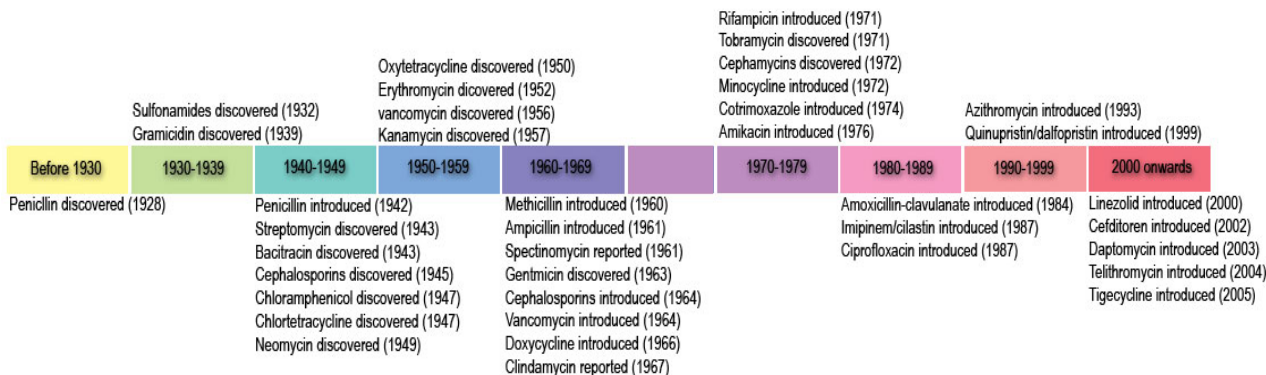 Rifampicin introduced (1971)
Tobramycin discovered (1971)
Cephamycins discovered (1972)
Minocycline introduced (1972)
Cotrimoxazole introduced (1974)
Amikacin introduced (1976)
Oxytetracycline discovered (1950)
Erythromycin dicovered (1952)
vancomycin discovered (1956)
Kanamycin discovered (1957)
Sulfonamides discovered (1932)
Gramicidin discovered (1939)
Azithromycin introduced (1993)
Quinupristin/dalfopristin introduced (1999)
Before 1930
1930-1939
1940-1949
1950-1959
1960-1969
1970-1979
1980-1989
1990-1999
2000 onwards
Penicillin discovered (1928)
Penicillin introduced (1942)
Streptomycin discovered (1943)
Bacitracin discovered (1943)
Cephalosporins discovered (1945)
Chloramphenicol discovered (1947)
Chlortetracycline discovered (1947)
Neomycin discovered (1949)
Methicillin introduced (1960)
Ampicillin introduced (1961)
Spectinomycin reported (1961)
Gentmicin discovered (1963)
Cephalosporins introduced (1964)
Vancomycin introduced (1964)
Doxycycline introduced (1966)
Clindamycin reported (1967)
Amoxicillin-clavulanate introduced (1984)
Imipinem/cilastin introduced (1987)
Ciprofloxacin introduced (1987)
Linezolid introduced (2000)
Cefditoren introduced (2002)
Daptomycin introduced (2003)
Telithromycin introduced (2004)
Tigecycline introduced (2005)